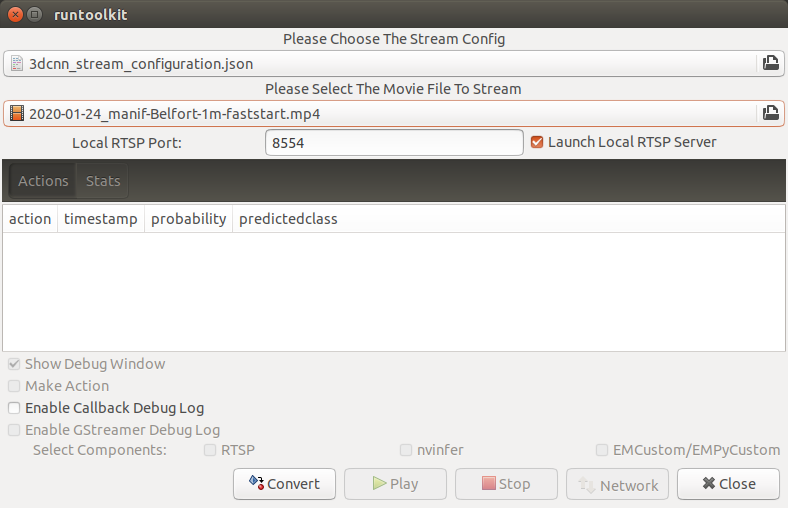 runtoolkit
Please Choose The Stream Config
3dcnn_stream_configuration.json
Please Select The Movie File To Stream
2020-01-24_manif-Belfort-1m-faststart.mp4
Local RTSP Port: 8554 Launch Local RTSP Server
Actions Stats
action timestamp probability predictedclass
Show Debug Window
Make Action
Enable Callback Debug Log
Enable GStreamer Debug Log
Select Components: RTSP nvinfer EMCustom/EMPyCustom
Convert Play Stop Network Close